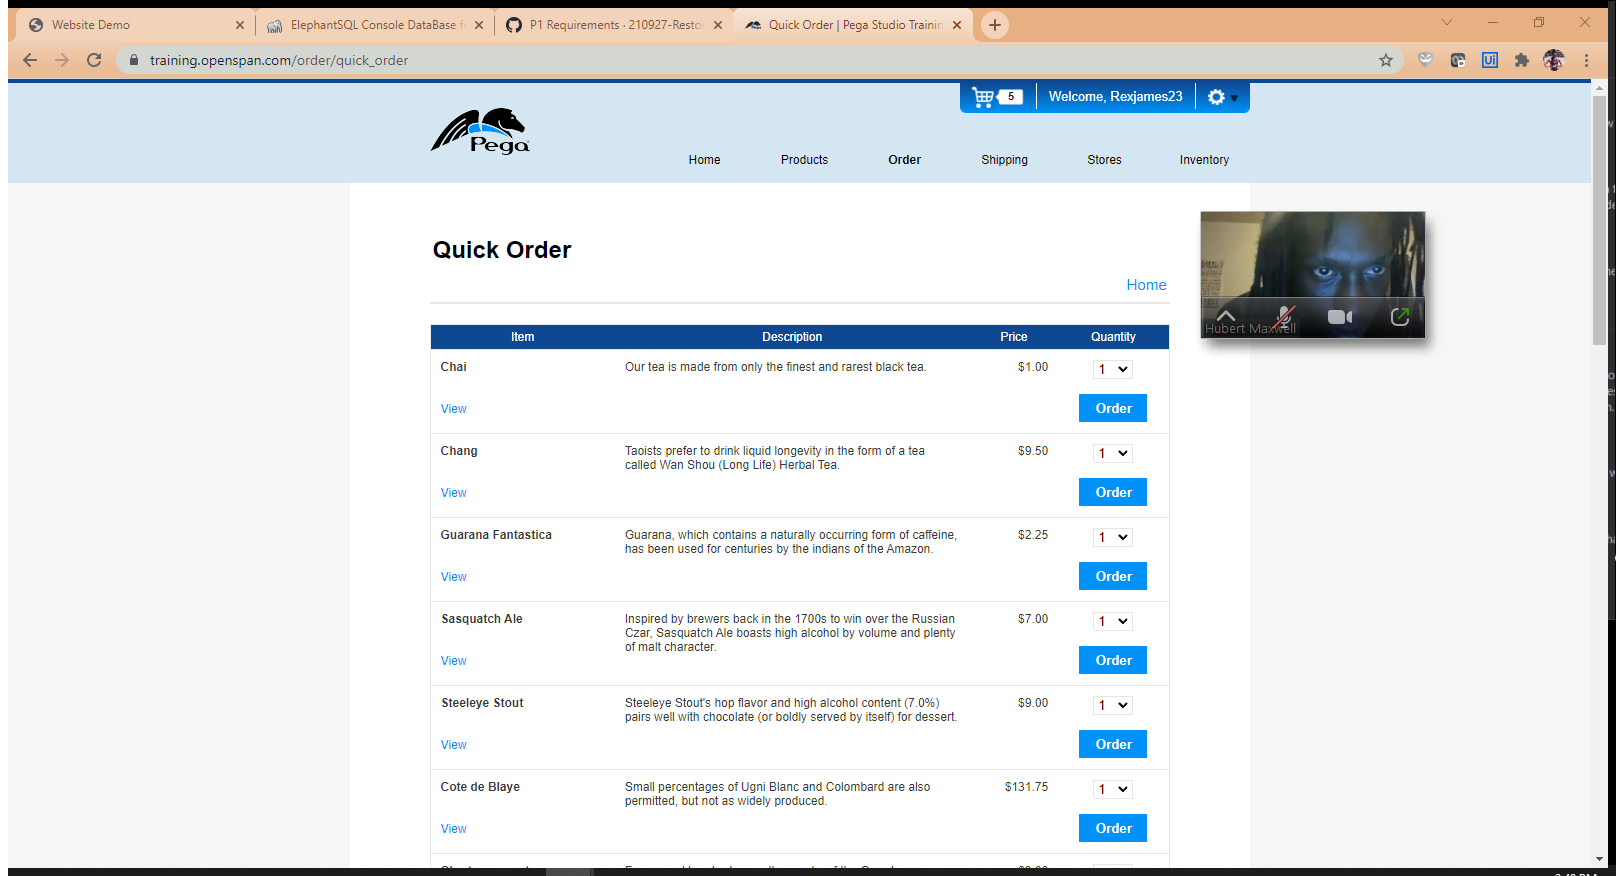 Website Demo
ElephantSQL Console DataBase f
P1 Requirements · 210927-Resto
Quick Order | Pega Studio Trainin
training.openspan.com/order/quick_order
Ui
5
Welcome, Rexjames23
Pega
Home
Products
Order
Shipping
Stores
Inventory
Quick Order
Home
Hubert Maxwell
Item Description Price Quantity
Chai Our tea is made from only the finest and rarest black tea. $1.00 1
View Order
Chang Taoists prefer to drink liquid longevity in the form of a tea $9.50 1
called Wan Shou (Long Life) Herbal Tea.
View Order
Guarana Fantastica Guarana, which contains a naturally occurring form of caffeine, $2.25 1
has been used for centuries by the indians of the Amazon.
View Order
Sasquatch Ale Inspired by brewers back in the 1700s to win over the Russian $7.00 1
Czar, Sasquatch Ale boasts high alcohol by volume and plenty
of malt character.
View Order
Steeleye Stout Steeleye Stout's hop flavor and high alcohol content (7.0%) $9.00 1
pairs well with chocolate (or boldly served by itself) for dessert.
View Order
Cote de Blaye Small percentages of Ugni Blanc and Colombard are also $131.75 1
permitted, but not as widely produced.
View Order